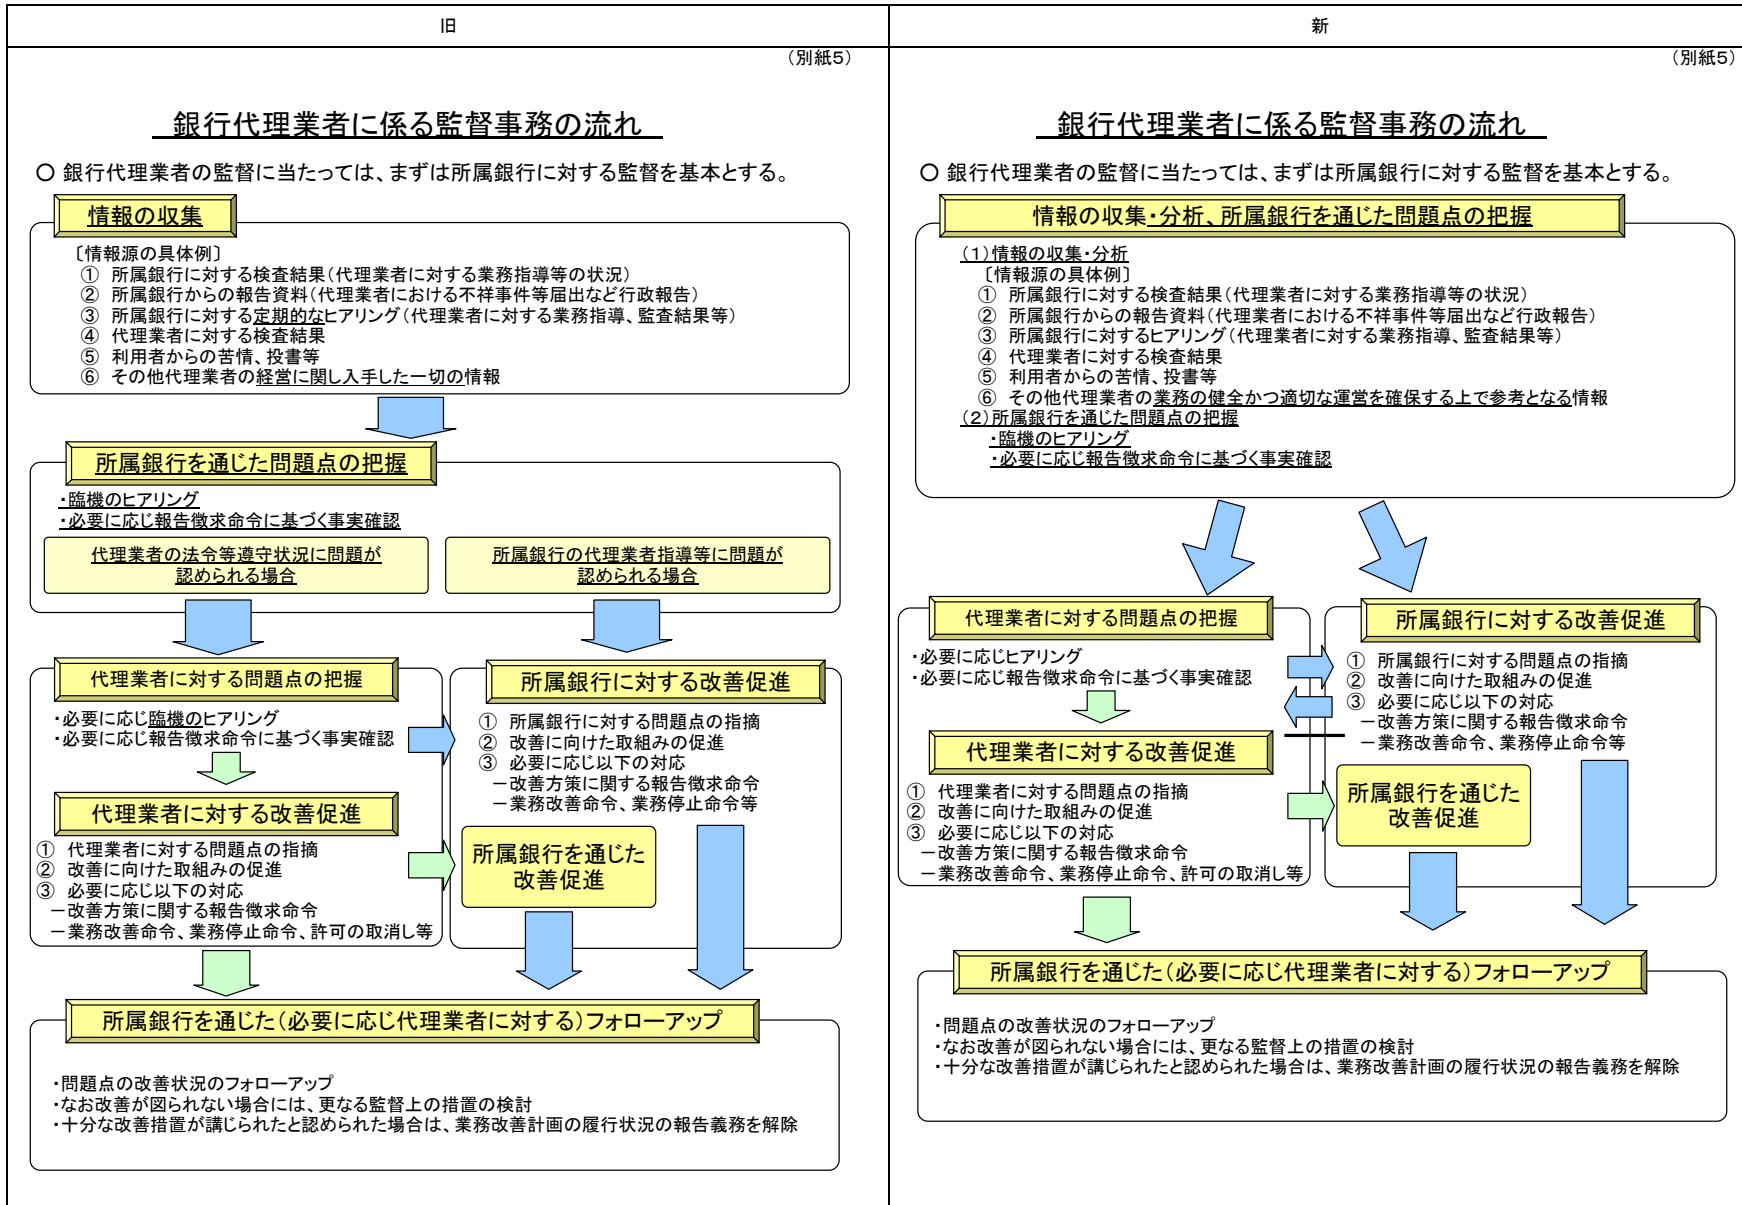 旧
（別紙5）
銀行代理業者に係る監督事務の流れ
○ 銀行代理業者の監督に当たっては、まずは所属銀行に対する監督を基本とする。
情報の収集
〔情報源の具体例〕
① 所属銀行に対する検査結果（代理業者に対する業務指導等の状況）
② 所属銀行からの報告資料（代理業者における不祥事件等届出など行政報告）
③ 所属銀行に対する定期的なヒアリング（代理業者に対する業務指導、監査結果等）
④ 代理業者に対する検査結果
⑤ 利用者からの苦情、投書等
⑥ その他代理業者の経営に関し入手した一切の情報
所属銀行を通じた問題点の把握
・臨機のヒアリング
・必要に応じ報告徴求命令に基づく事実確認
代理業者の法令等遵守状況に問題が
認められる場合
所属銀行の代理業者指導等に問題が
認められる場合
代理業者に対する問題点の把握
・必要に応じ臨機のヒアリング
・必要に応じ報告徴求命令に基づく事実確認
代理業者に対する改善促進
① 代理業者に対する問題点の指摘
② 改善に向けた取組みの促進
③ 必要に応じ以下の対応
－改善方策に関する報告徴求命令
－業務改善命令、業務停止命令、許可の取消し等
所属銀行に対する改善促進
① 所属銀行に対する問題点の指摘
② 改善に向けた取組みの促進
③ 必要に応じ以下の対応
－改善方策に関する報告徴求命令
－業務改善命令、業務停止命令等
所属銀行を通じた
改善促進
所属銀行を通じた（必要に応じ代理業者に対する）フォローアップ
・問題点の改善状況のフォローアップ
・なお改善が図られない場合には、更なる監督上の措置の検討
・十分な改善措置が講じられたと認められた場合は、業務改善計画の履行状況の報告義務を解除
新
（別紙5）
銀行代理業者に係る監督事務の流れ
○ 銀行代理業者の監督に当たっては、まずは所属銀行に対する監督を基本とする。
情報の収集・分析、所属銀行を通じた問題点の把握
（1）情報の収集・分析
〔情報源の具体例〕
① 所属銀行に対する検査結果（代理業者に対する業務指導等の状況）
② 所属銀行からの報告資料（代理業者における不祥事件等届出など行政報告）
③ 所属銀行に対するヒアリング（代理業者に対する業務指導、監査結果等）
④ 代理業者に対する検査結果
⑤ 利用者からの苦情、投書等
⑥ その他代理業者の業務の健全かつ適切な運営を確保する上で参考となる情報
（2）所属銀行を通じた問題点の把握
・臨機のヒアリング
・必要に応じ報告徴求命令に基づく事実確認
代理業者に対する問題点の把握
・必要に応じヒアリング
・必要に応じ報告徴求命令に基づく事実確認
代理業者に対する改善促進
① 代理業者に対する問題点の指摘
② 改善に向けた取組みの促進
③ 必要に応じ以下の対応
－改善方策に関する報告徴求命令
－業務改善命令、業務停止命令、許可の取消し等
所属銀行に対する改善促進
① 所属銀行に対する問題点の指摘
② 改善に向けた取組みの促進
③ 必要に応じ以下の対応
－改善方策に関する報告徴求命令
－業務改善命令、業務停止命令等
所属銀行を通じた
改善促進
所属銀行を通じた（必要に応じ代理業者に対する）フォローアップ
・問題点の改善状況のフォローアップ
・なお改善が図られない場合には、更なる監督上の措置の検討
・十分な改善措置が講じられたと認められた場合は、業務改善計画の履行状況の報告義務を解除